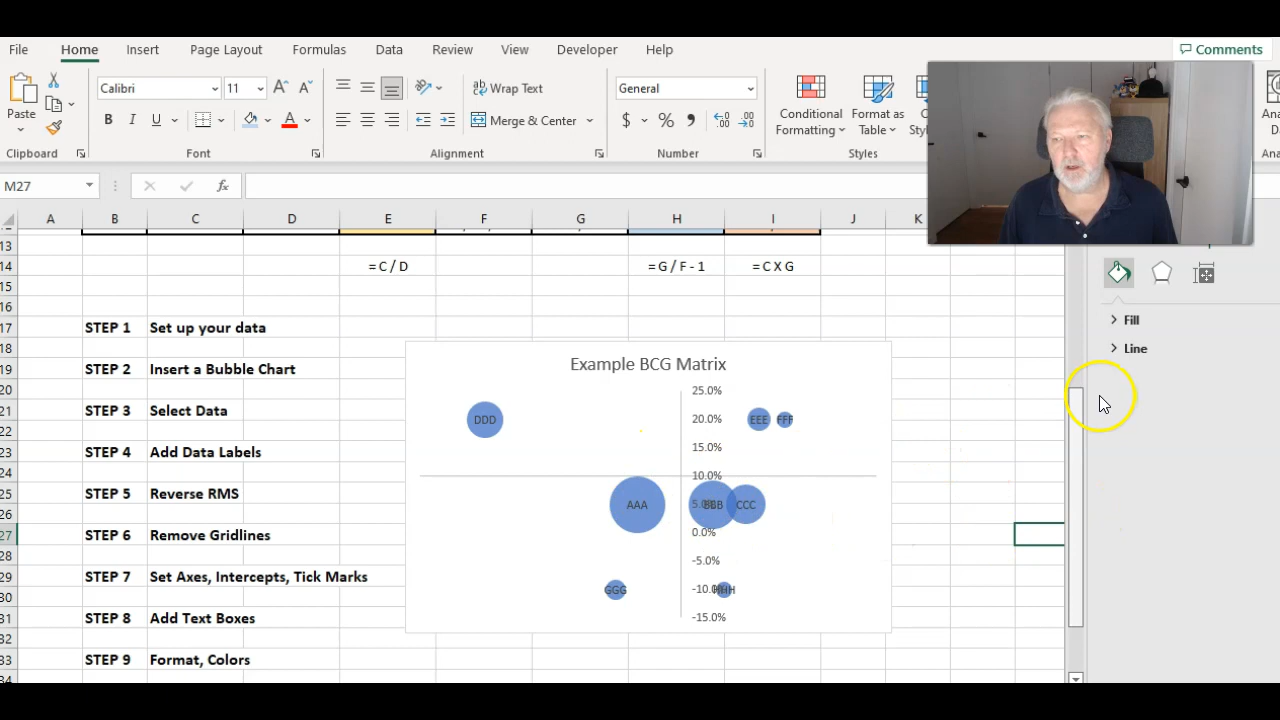 File Home Insert Page Layout Formulas Data Review View Developer Help Comments
Paste
Calibri 11
B I U A
Wrap Text
Merge & Center
General
$ % 9
Conditional Formatting
Format as Table
Clipboard Font Alignment Number Styles
M27 fx
A B C D E F G H I J K
13
14 = C / D = G / F - 1 = C X G
15
16
17 STEP 1 Set up your data
18
19 STEP 2 Insert a Bubble Chart
20
21 STEP 3 Select Data
22
23 STEP 4 Add Data Labels
24
25 STEP 5 Reverse RMS
26
27 STEP 6 Remove Gridlines
28
29 STEP 7 Set Axes, Intercepts, Tick Marks
30
31 STEP 8 Add Text Boxes
32
33 STEP 9 Format, Colors
34
Example BCG Matrix
25.0%
DDD 20.0% EEE FFF
15.0%
10.0%
AAA 5.0% BBB CCC
0.0%
-5.0%
GGG -10.0%
-15.0%
Fill
Line